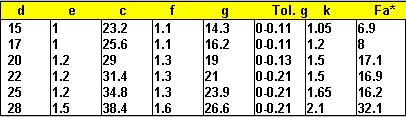 d e c f g Tol. g k Fa*
15 1 23.2 1.1 14.3 0-0.11 1.05 6.9
17 1 25.6 1.1 16.2 0-0.11 1.2 8
20 1.2 29 1.3 19 0-0.13 1.5 17.1
22 1.2 31.4 1.3 21 0-0.21 1.5 16.9
25 1.2 34.8 1.3 23.9 0-0.21 1.65 16.2
28 1.5 38.4 1.6 26.6 0-0.21 2.1 32.1